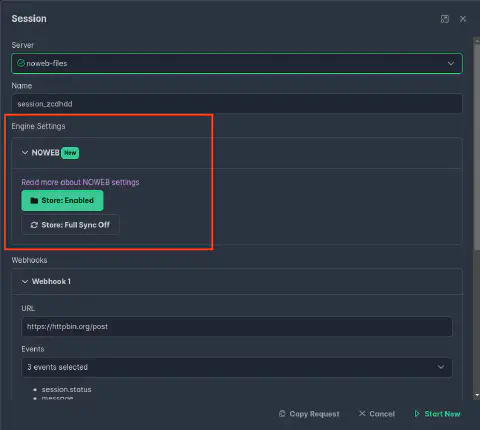 Session
Server
noweb-files
Name
session_zcdhdd
Engine Settings
NOWEB New
Read more about NOWEB settings
Store: Enabled
Store: Full Sync Off
Webhooks
Webhook 1
URL
https://httpbin.org/post
Events
3 events selected
session.status
message
Copy Request Cancel Start New